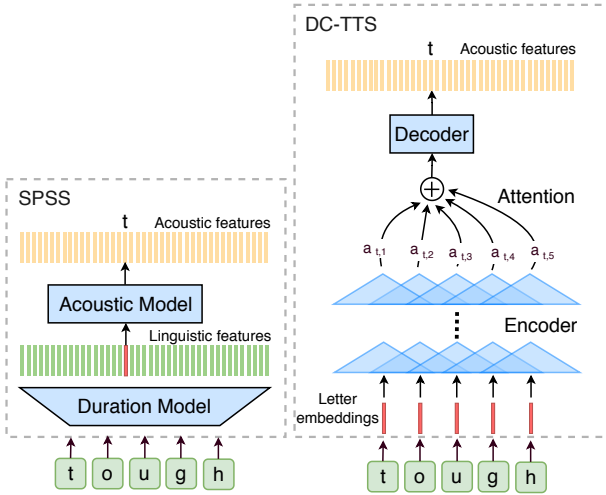 SPSS
t
Acoustic features
Acoustic Model
Linguistic features
Duration Model
t o u g h
DC-TTS
t
Acoustic features
Decoder
Attention
a t,1 a t,2 a t,3 a t,4 a t,5
Encoder
Letter
embeddings
t o u g h